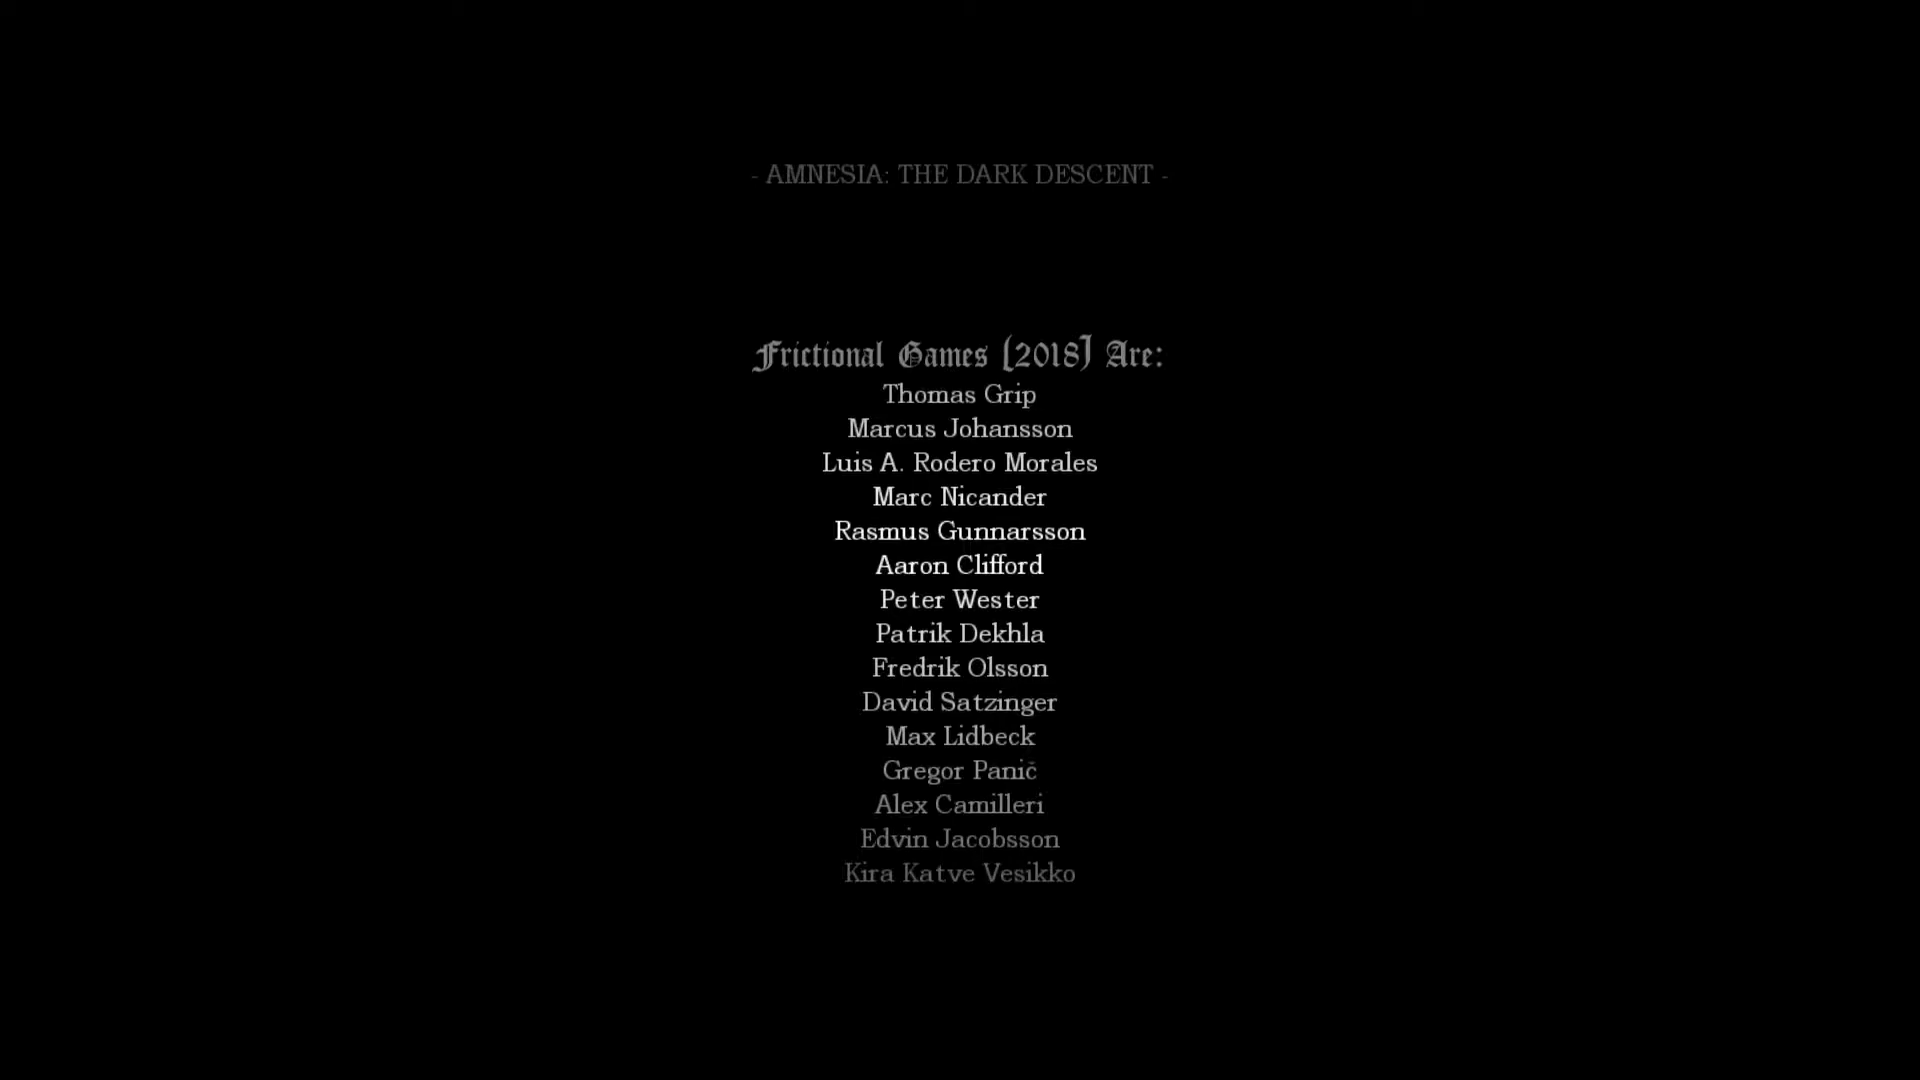 - AMNESIA: THE DARK DESCENT -
Frictional Games (2018) Are:
Thomas Grip
Marcus Johansson
Luis A. Rodero Morales
Marc Nicander
Rasmus Gunnarsson
Aaron Clifford
Peter Wester
Patrik Dekhla
Fredrik Olsson
David Satzinger
Max Lidbeck
Gregor Panič
Alex Camilleri
Edvin Jacobsson
Kira Katve Vesikko